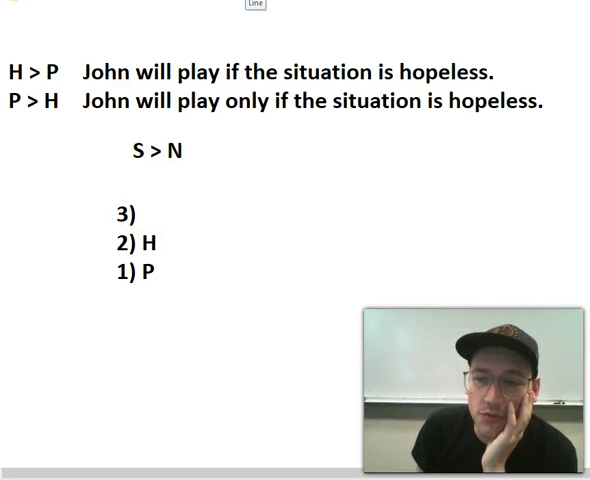 Line
H > P John will play if the situation is hopeless.
P > H John will play only if the situation is hopeless.
S > N
3)
2) H
1) P